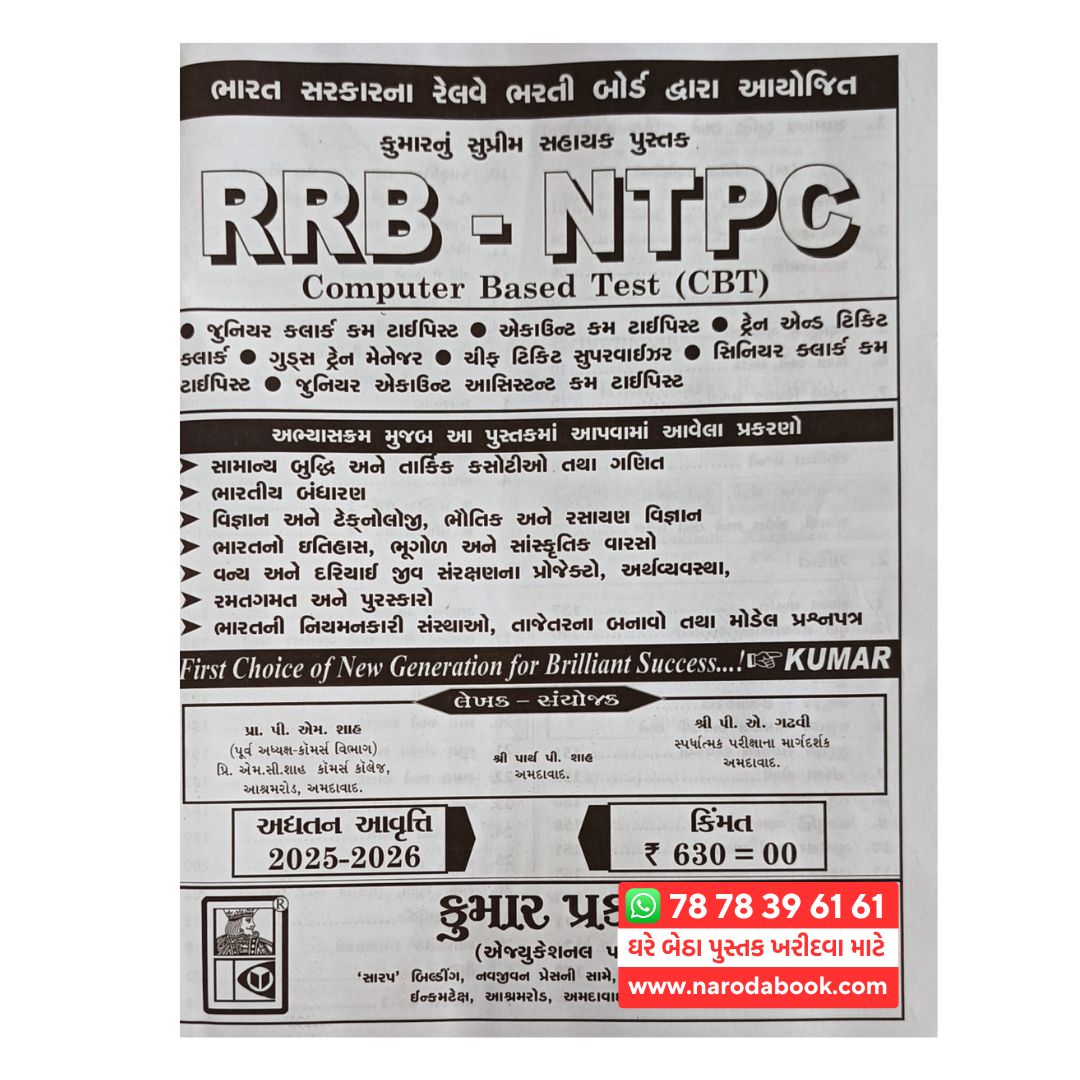 ભારત સરકારના રેલવે ભરતી બોર્ડ દ્વારા આયોજિત
કુમારનું સુપ્રીમ સહાયક પુસ્તક
RRB - NTPC
Computer Based Test (CBT)
● જુનિયર કલાર્ક કમ ટાઈપિસ્ટ ● એકાઉન્ટ કમ ટાઈપિસ્ટ ● ટ્રેન એન્ડ ટિકિટ
કલાર્ક ● ગુડ્સ ટ્રેન મેનેજર ● ચીફ ટિકિટ સુપરવાઈઝર ● સિનિયર કલાર્ક કમ
ટાઈપિસ્ટ ● જુનિયર એકાઉન્ટ આસિસ્ટન્ટ કમ ટાઈપિસ્ટ
અભ્યાસક્રમ મુજબ આ પુસ્તકમાં આપવામાં આવેલા પ્રકરણો
➤ સામાન્ય બુદ્ધિ અને તાર્કિક કસોટીઓ તથા ગણિત
➤ ભારતીય બંધારણ
➤ વિજ્ઞાન અને ટેકનોલોજી, ભૌતિક અને રસાયણ વિજ્ઞાન
➤ ભારતનો ઇતિહાસ, ભૂગોળ અને સાંસ્કૃતિક વારસો
➤ વન્ય અને દરિયાઈ જીવ સંરક્ષણના પ્રોજેક્ટો, અર્થવ્યવસ્થા,
➤ રમતગમત અને પુરસ્કારો
➤ ભારતની નિયમનકારી સંસ્થાઓ, તાજેતરના બનાવો તથા મોડેલ પ્રશ્નપત્ર
First Choice of New Generation for Brilliant Success...!☞ KUMAR
લેખક – સંયોજક
પ્રા. પી. એમ. શાહ
(પૂર્વ અધ્યક્ષ-કૉમર્સ વિભાગ)
પ્રિ. એમ.સી.શાહ કૉમર્સ કૉલેજ,
આશ્રમરોડ, અમદાવાદ.
શ્રી પાર્થ પી. શાહ
અમદાવાદ.
શ્રી પી. એ. ગઢવી
સ્પર્ધાત્મક પરીક્ષાના માર્ગદર્શક
અમદાવાદ.
અદ્યતન આવૃત્તિ
2025-2026
કિંમત
₹ 630 = 00
®
કુમાર
(એજ્યુકેશનલ
'સારપ' બિલ્ડીંગ, નવજીવન પ્રેસની સામે,
ઈન્કમટેક્ષ, આશ્રમરોડ,
78 78 39 61 61
ઘરે બેઠા પુસ્તક ખરીદવા માટે
www.narodabook.com